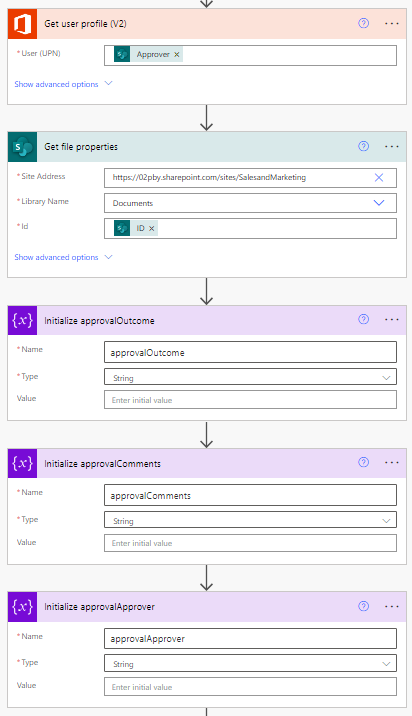 Get user profile (V2)
* User (UPN)
Approver ×
Show advanced options
Get file properties
* Site Address
https://02pby.sharepoint.com/sites/SalesandMarketing
* Library Name
Documents
* Id
ID ×
Show advanced options
{x} Initialize approvalOutcome
* Name
approvalOutcome
* Type
String
Value
Enter initial value
{x} Initialize approvalComments
* Name
approvalComments
* Type
String
Value
Enter initial value
{x} Initialize approvalApprover
* Name
approvalApprover
* Type
String
Value
Enter initial value